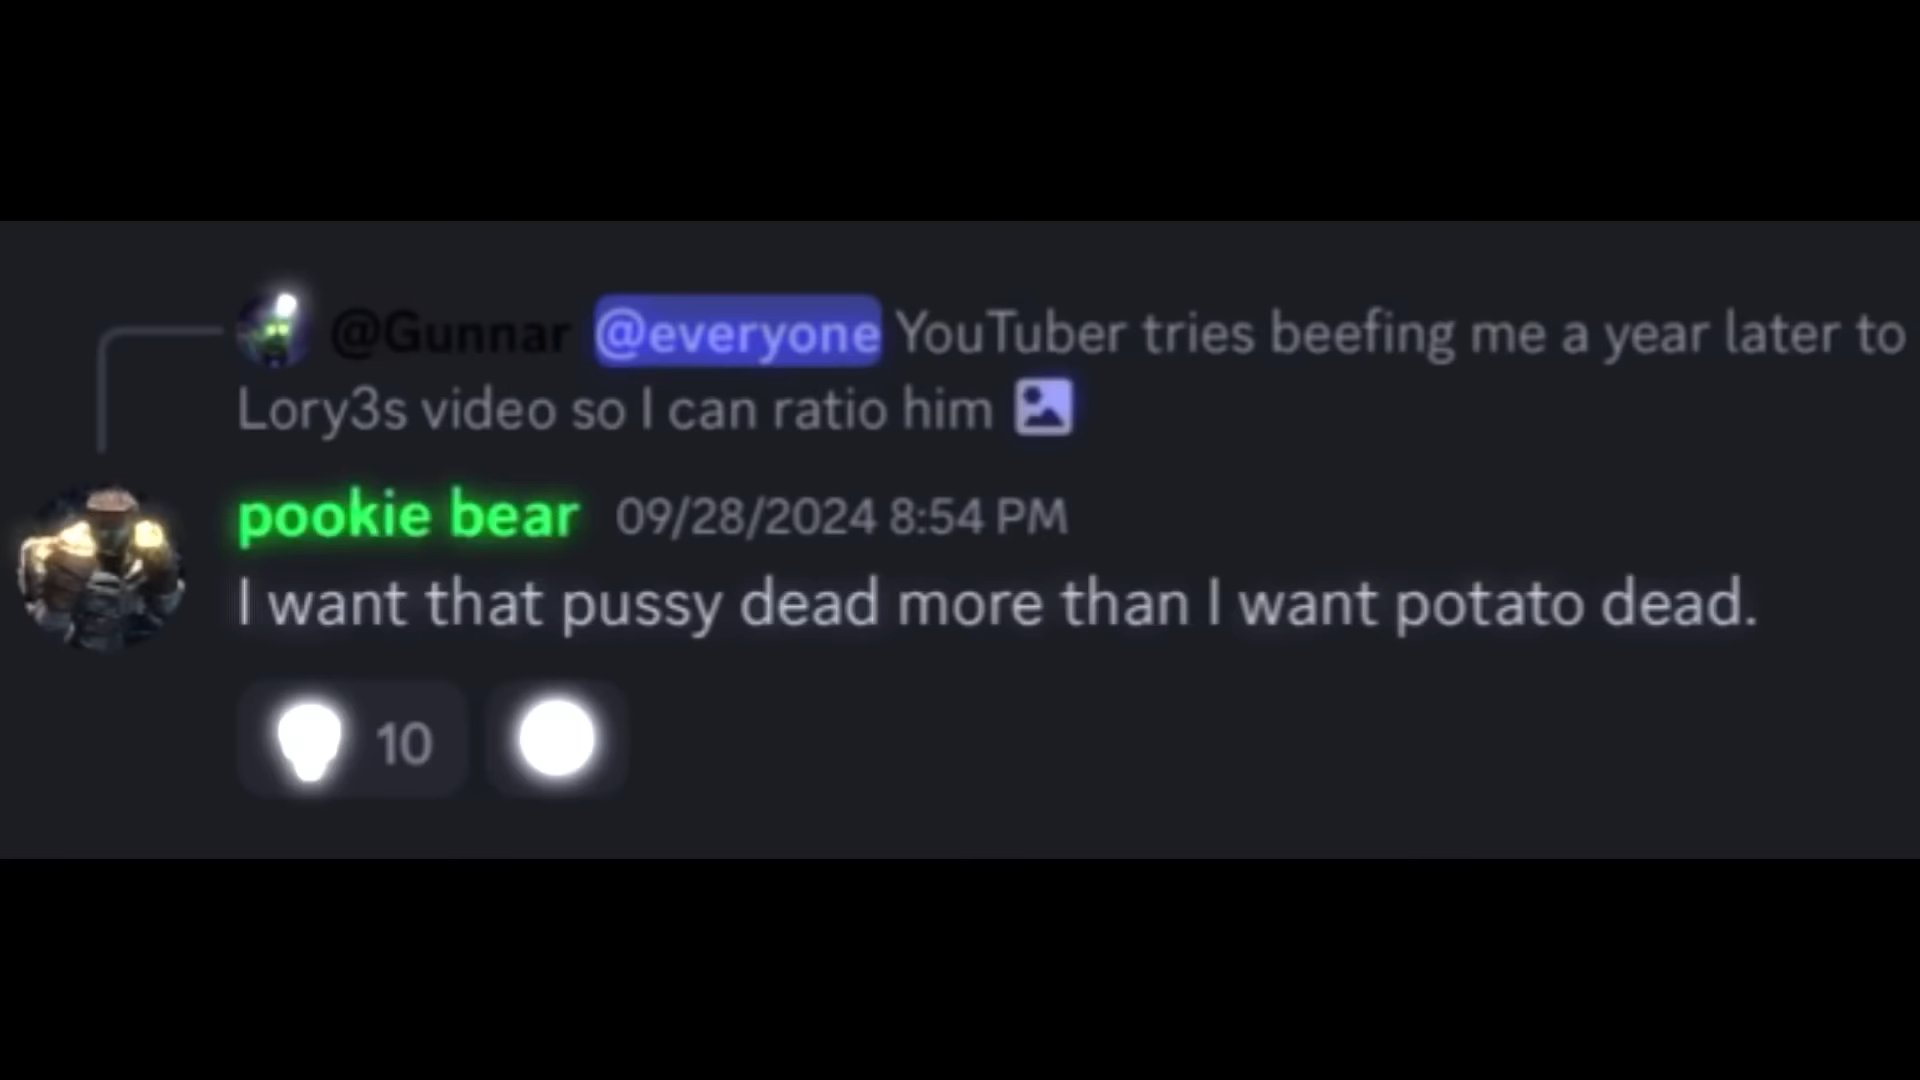 @Gunnar @everyone YouTuber tries beefing me a year later to
Lory3s video so I can ratio him
pookie bear 09/28/2024 8:54 PM
I want that pussy dead more than I want potato dead.
10